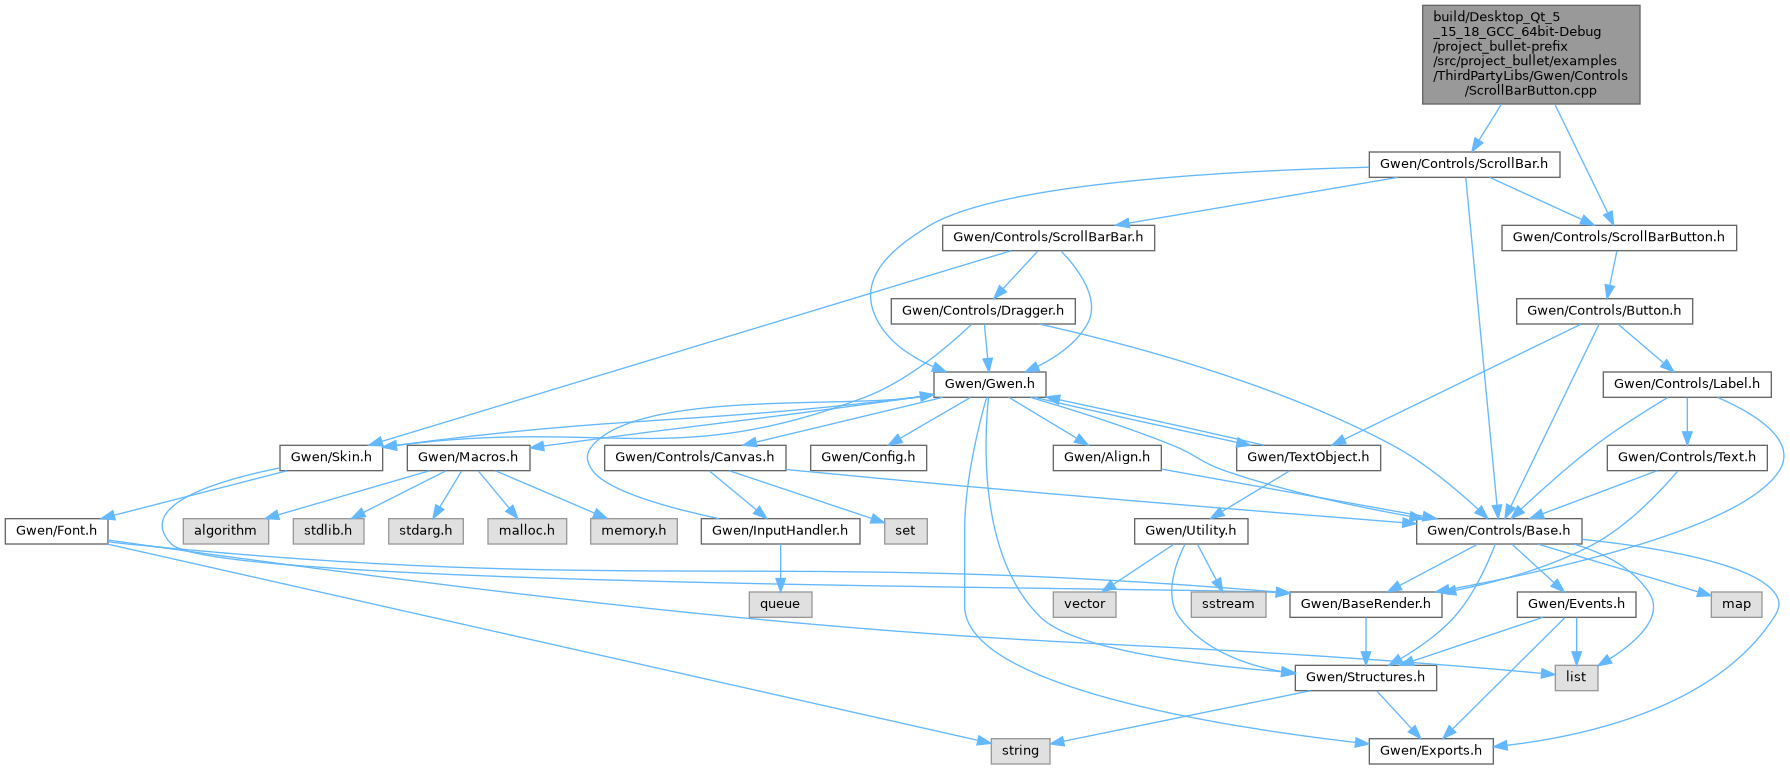 build/Desktop_Qt_5
_15_18_GCC_64bit-Debug
/project_bullet-prefix
/src/project_bullet/examples
/ThirdPartyLibs/Gwen/Controls
/ScrollBarButton.cpp
Gwen/Controls/ScrollBar.h
Gwen/Controls/ScrollBarBar.h
Gwen/Controls/ScrollBarButton.h
Gwen/Controls/Dragger.h
Gwen/Controls/Button.h
Gwen/Gwen.h
Gwen/Controls/Label.h
Gwen/Skin.h
Gwen/Macros.h
Gwen/Controls/Canvas.h
Gwen/Config.h
Gwen/Align.h
Gwen/TextObject.h
Gwen/Controls/Text.h
Gwen/Font.h
algorithm
stdlib.h
stdarg.h
malloc.h
memory.h
Gwen/InputHandler.h
set
Gwen/Utility.h
Gwen/Controls/Base.h
queue
vector
sstream
Gwen/BaseRender.h
Gwen/Events.h
map
Gwen/Structures.h
list
string
Gwen/Exports.h